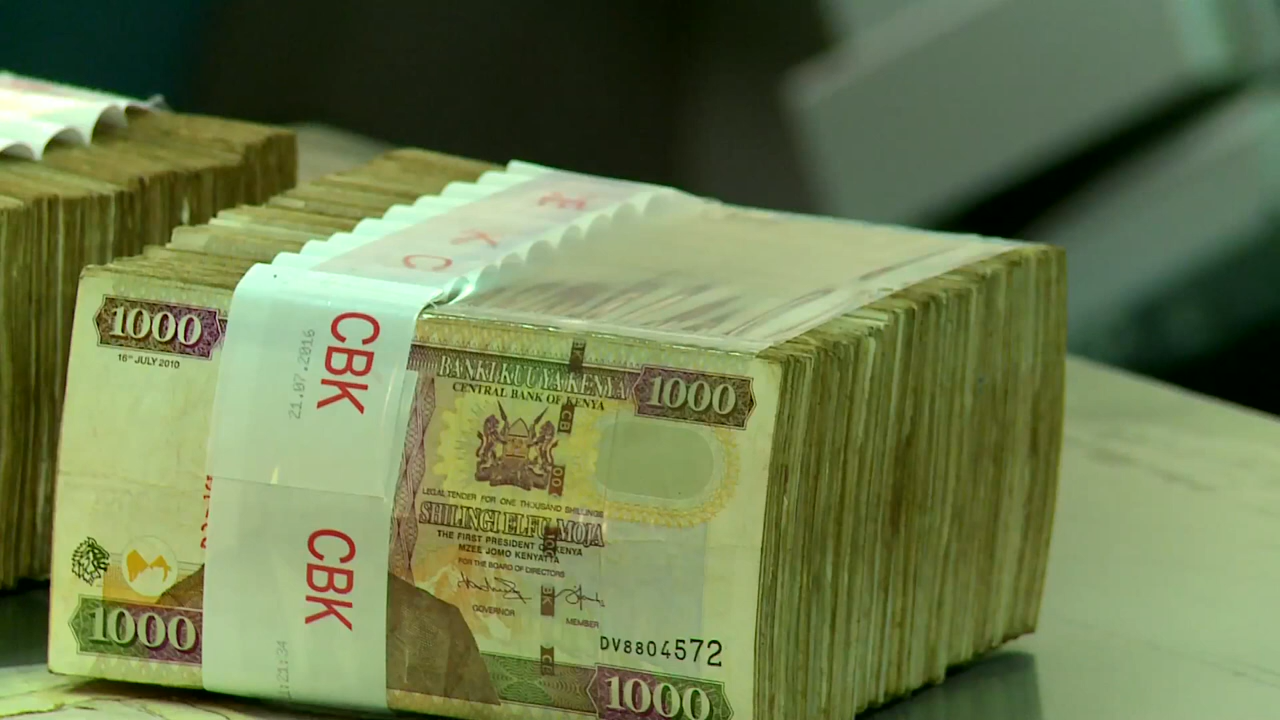 1000
16TH JULY 2010
CBK
21.07.2016
CBK
BANKI KUU YA KENYA
CENTRAL BANK OF KENYA
1000
LEGAL TENDER FOR ONE THOUSAND SHILLINGS
SHILINGI ELFU MOJA
THE FIRST PRESIDENT OF KENYA
MZEE JOMO KENYATTA
FOR THE BOARD OF DIRECTORS
GOVERNOR
MEMBER
DV8804572
1000
1000